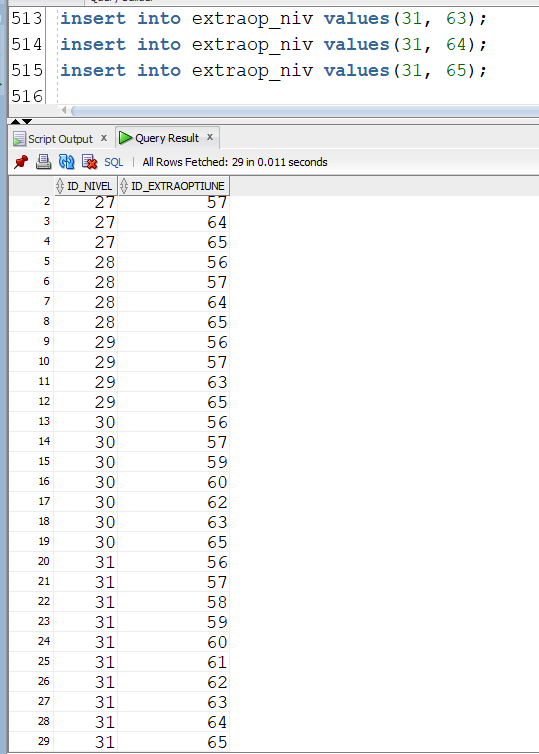 513 insert into extraop_niv values(31, 63);
514 insert into extraop_niv values(31, 64);
515 insert into extraop_niv values(31, 65);
516
Script Output x Query Result x
SQL | All Rows Fetched: 29 in 0.011 seconds
ID_NIVEL ID_EXTRAOPTIUNE
2 27 57
3 27 64
4 27 65
5 28 56
6 28 57
7 28 64
8 28 65
9 29 56
10 29 57
11 29 63
12 29 65
13 30 56
14 30 57
15 30 59
16 30 60
17 30 62
18 30 63
19 30 65
20 31 56
21 31 57
22 31 58
23 31 59
24 31 60
25 31 61
26 31 62
27 31 63
28 31 64
29 31 65